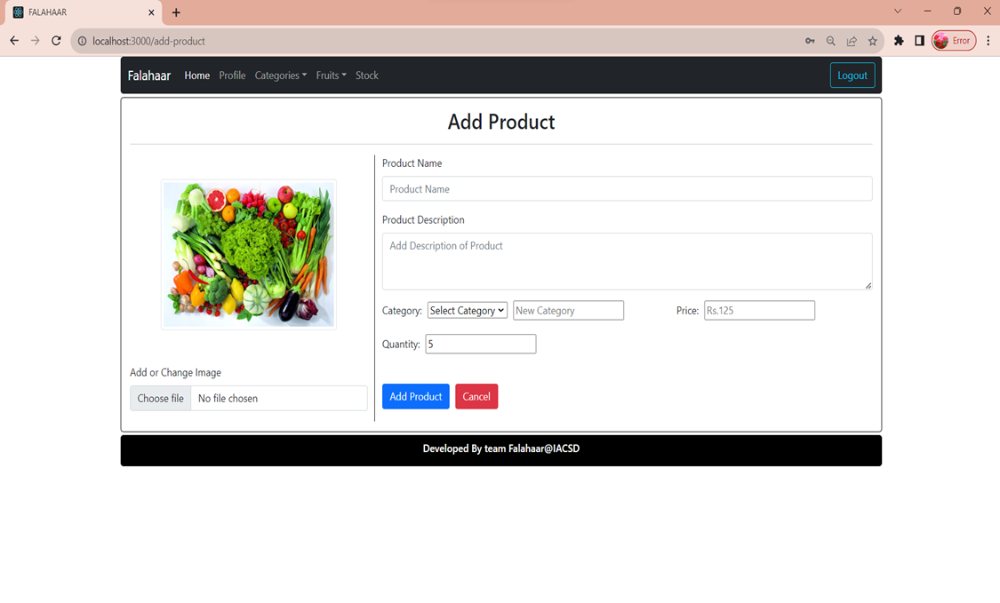 FALAHAAR
localhost:3000/add-product
Error
Falahaar Home Profile Categories Fruits Stock Logout
Add Product
Product Name
Product Name
Product Description
Add Description of Product
Category: Select Category New Category Price: Rs.125
Quantity: 5
Add or Change Image
Choose file No file chosen
Add Product Cancel
Developed By team Falahaar@IACSD